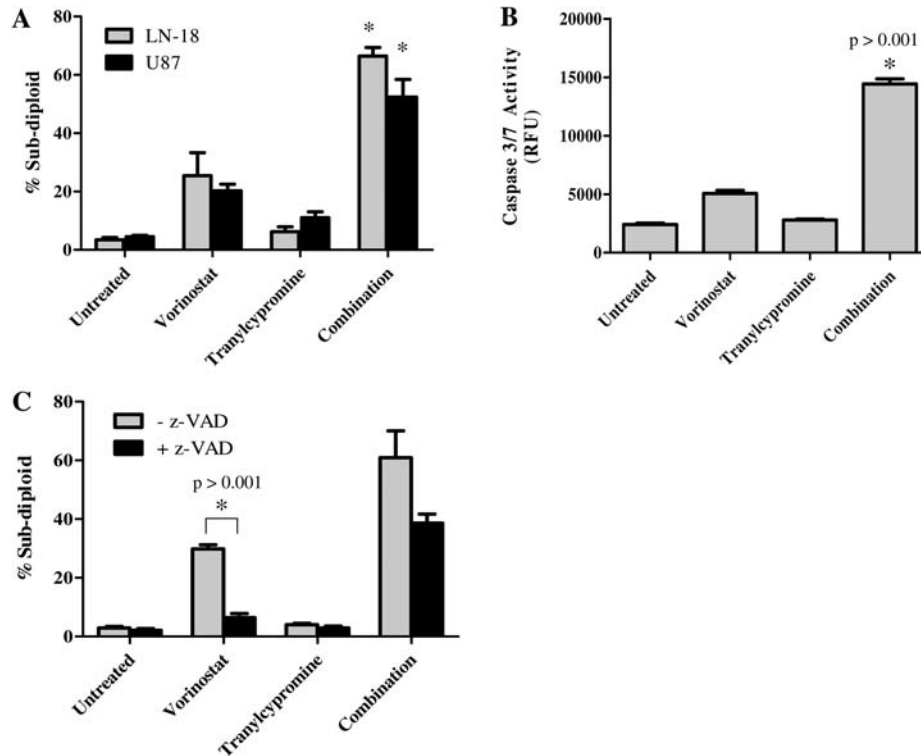 A
LN-18
U87
*
*
% Sub-diploid
80
60
40
20
0
Untreated
Vorinostat
Tranylcypromine
Combination
B
p > 0.001
*
Caspase 3/7 Activity
(RFU)
20000
15000
10000
5000
0
Untreated
Vorinostat
Tranylcypromine
Combination
C
- z-VAD
+ z-VAD
p > 0.001
*
% Sub-diploid
80
60
40
20
0
Untreated
Vorinostat
Tranylcypromine
Combination